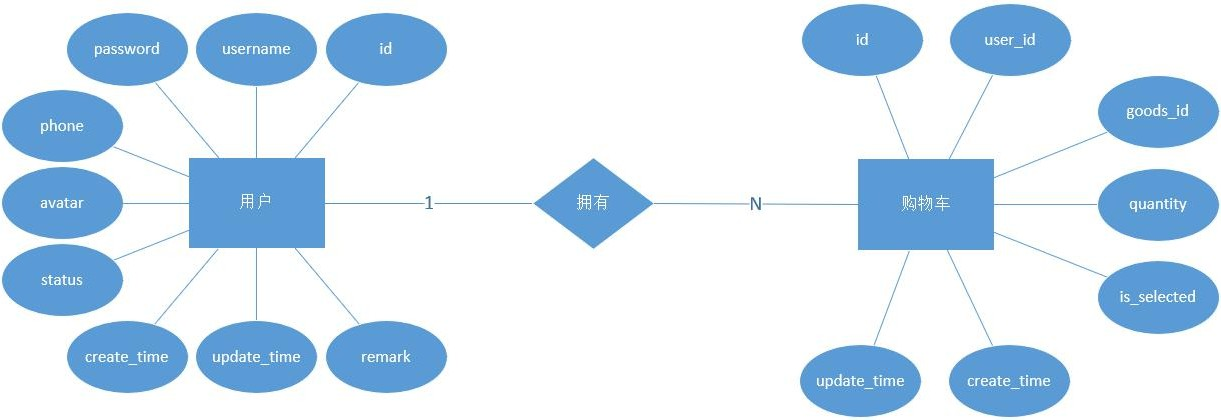 password
username
id
phone
avatar
status
create_time
update_time
remark
用户
1
拥有
N
购物车
id
user_id
goods_id
quantity
is_selected
update_time
create_time